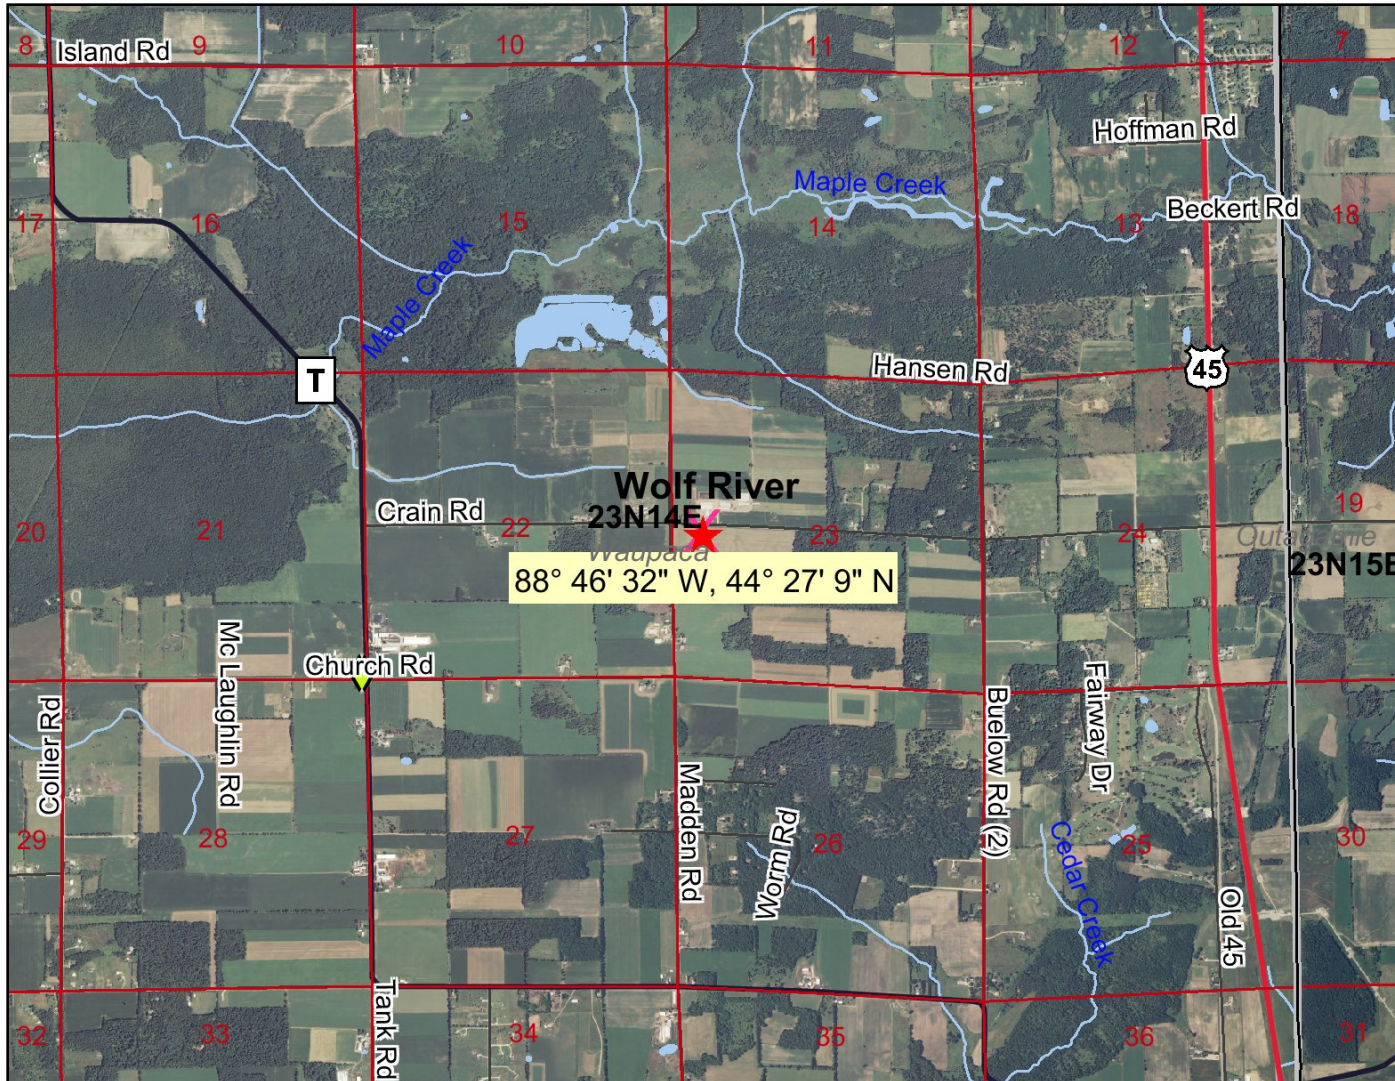 8
Island Rd
9
10
11
12
7
Hoffman Rd
17
16
15
Maple Creek
14
13
Beckert Rd
18
Maple Creek
T
Hansen Rd
45
Wolf River
20
21
Crain Rd
22
23N14E
23
24
19
Waupaca
Outagamie
23N15E
88° 46' 32" W, 44° 27' 9" N
Church Rd
Mc Laughlin Rd
Collier Rd
Madden Rd
Buelow Rd (2)
Fairway Dr
29
28
27
Worm Rd
26
Cedar Creek
25
30
Old 45
32
33
Tank Rd
34
35
36
31